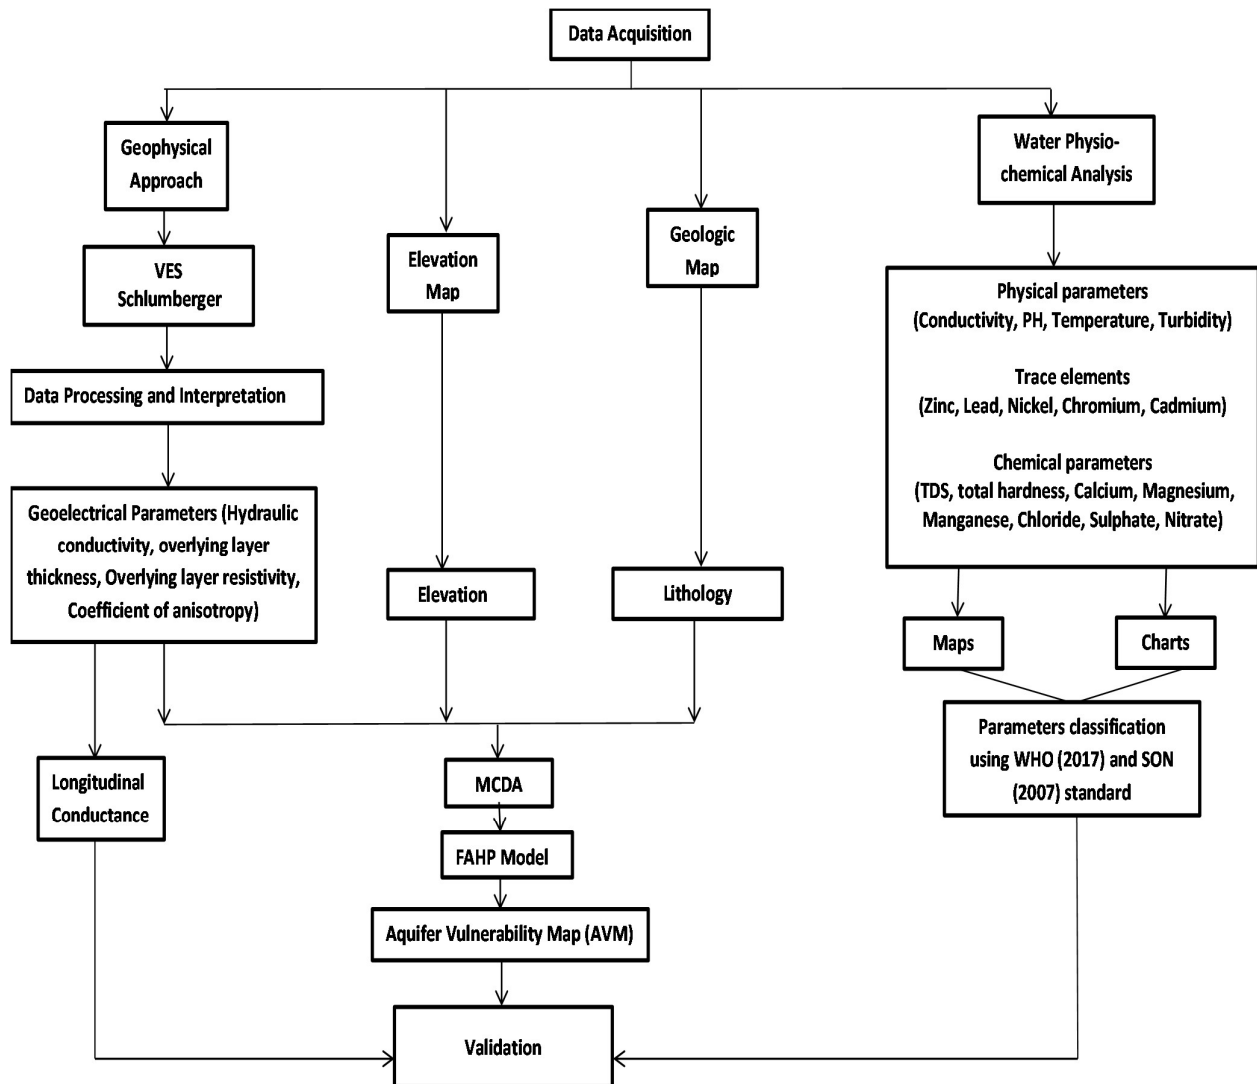 Data Acquisition
Geophysical
Approach
Water Physio-
chemical Analysis
VES
Schlumberger
Elevation
Map
Geologic
Map
Physical parameters
(Conductivity, PH, Temperature, Turbidity)
Trace elements
(Zinc, Lead, Nickel, Chromium, Cadmium)
Chemical parameters
(TDS, total hardness, Calcium, Magnesium,
Manganese, Chloride, Sulphate, Nitrate)
Data Processing and Interpretation
Geoelectrical Parameters (Hydraulic
conductivity, overlying layer
thickness, Overlying layer resistivity,
Coefficient of anisotropy)
Elevation
Lithology
Maps
Charts
Longitudinal
Conductance
MCDA
Parameters classification
using WHO (2017) and SON
(2007) standard
FAHP Model
Aquifer Vulnerability Map (AVM)
Validation